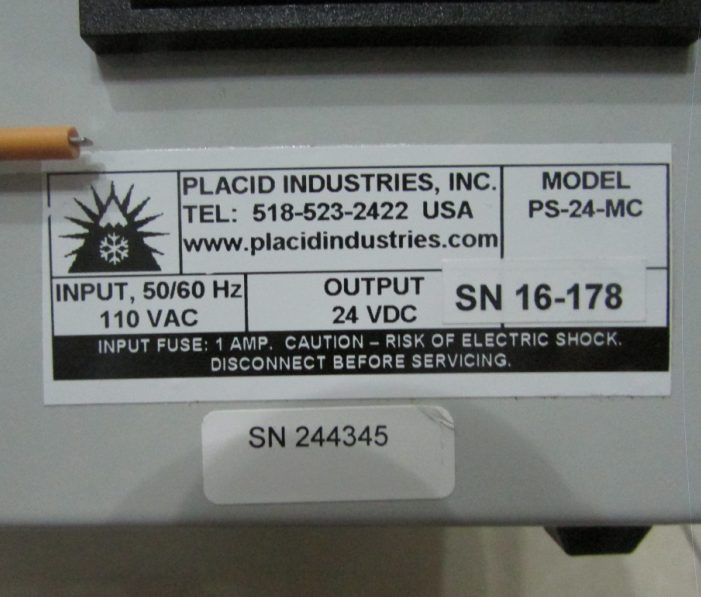 PLACID INDUSTRIES, INC.
TEL: 518-523-2422 USA
www.placidindustries.com
MODEL
PS-24-MC
INPUT, 50/60 Hz
110 VAC
OUTPUT
24 VDC
SN 16-178
INPUT FUSE: 1 AMP. CAUTION – RISK OF ELECTRIC SHOCK.
DISCONNECT BEFORE SERVICING.
SN 244345